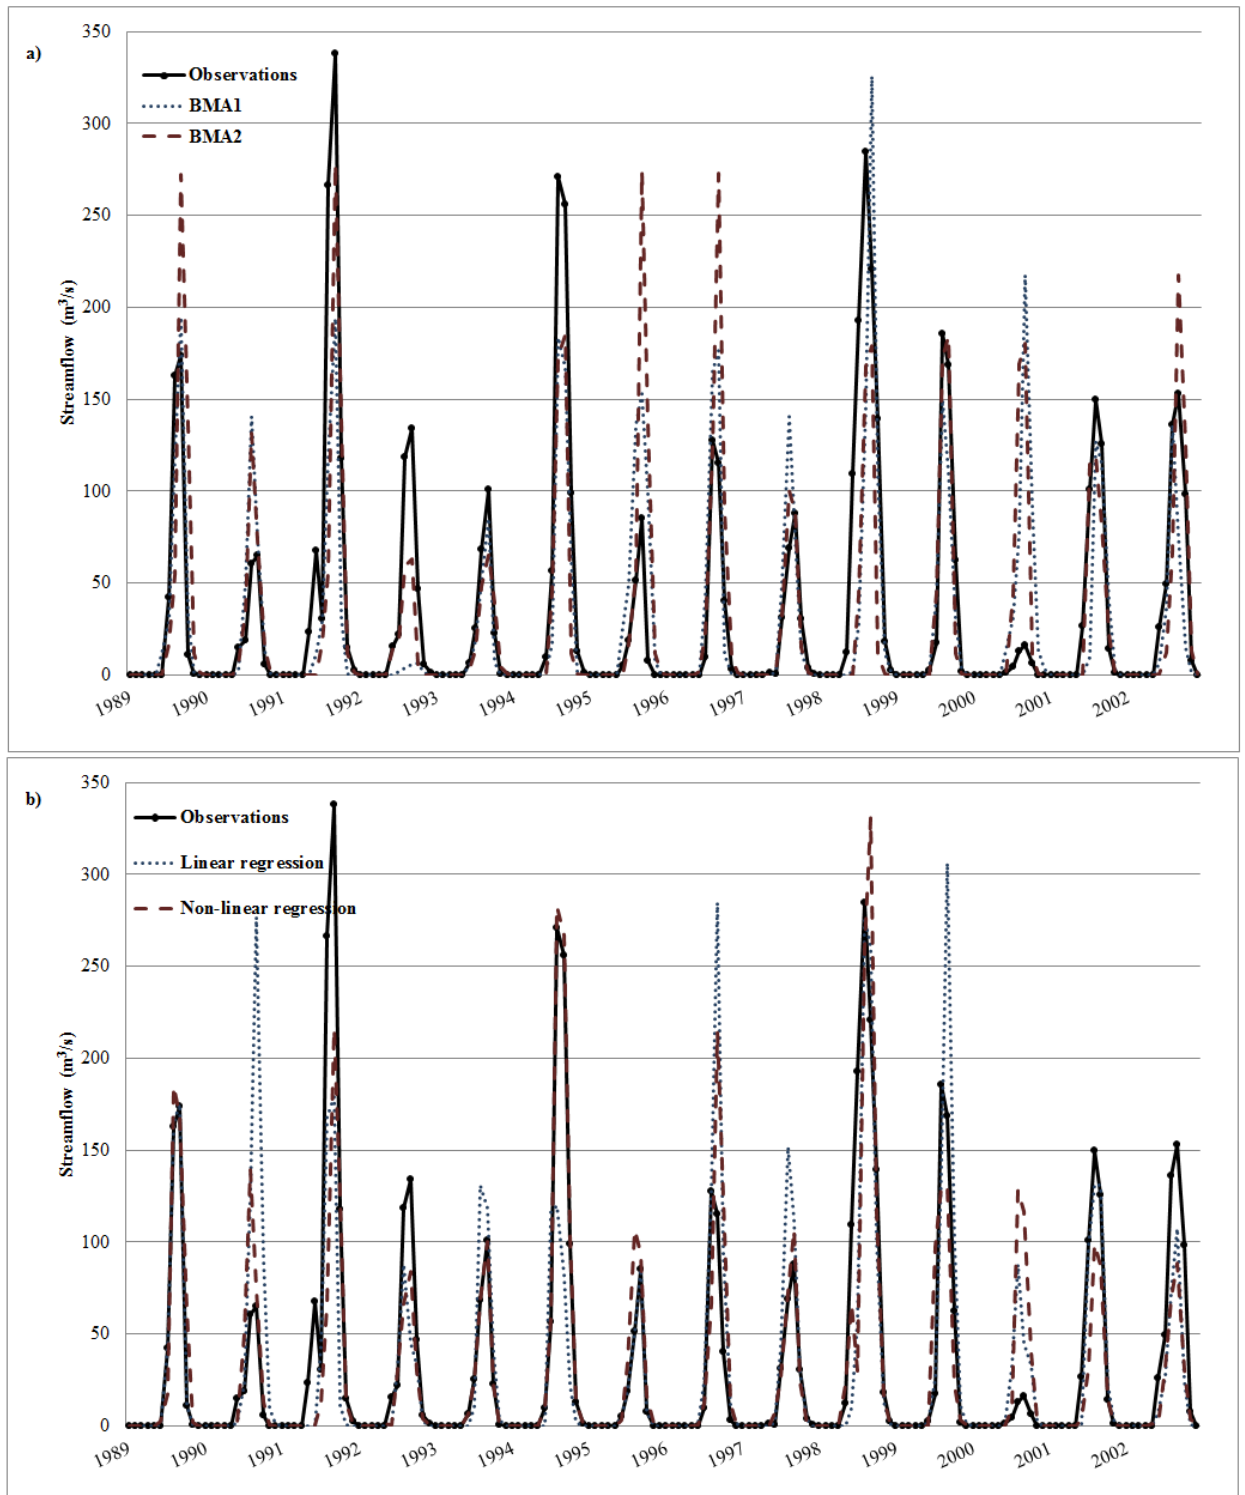 a)
350
300
250
200
150
100
50
0
Streamflow (m³/s)
Observations
BMA1
BMA2
1989 1990 1991 1992 1993 1994 1995 1996 1997 1998 1999 2000 2001 2002
b)
350
300
250
200
150
100
50
0
Streamflow (m³/s)
Observations
Linear regression
Non-linear regression
1989 1990 1991 1992 1993 1994 1995 1996 1997 1998 1999 2000 2001 2002